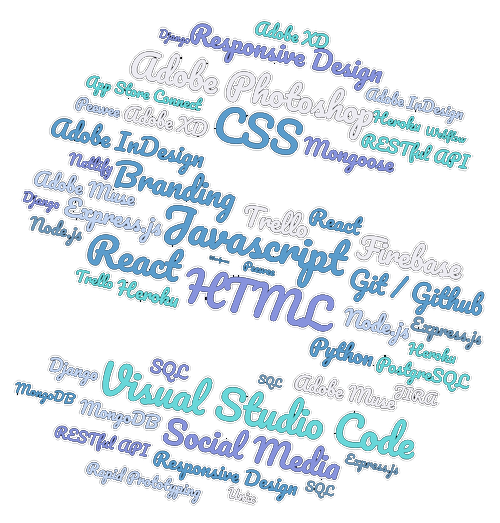 Adobe XD
Django
Responsive Design
Adobe Photoshop
Adobe InDesign
App Store Connect
Penrve
Adobe XD
CSS
Heroku
Webflow
Mongoose
RESTful API
Adobe InDesign
Netlify
Branding
Adobe Muse
Django
Express.js
Node.js
Javascript
Trello
React
Firebase
React
HTML
Git / Github
Trello
Heroku
Node.js
Express.js
Python
Heroku
PostgreSQL
Django
SQL
SQL
Adobe Muse
JIRA
Visual Studio Code
MongoDB
MongoDB
RESTful API
Social Media
Express.js
Responsive Design
SQL
Rapid Prototyping
Unix